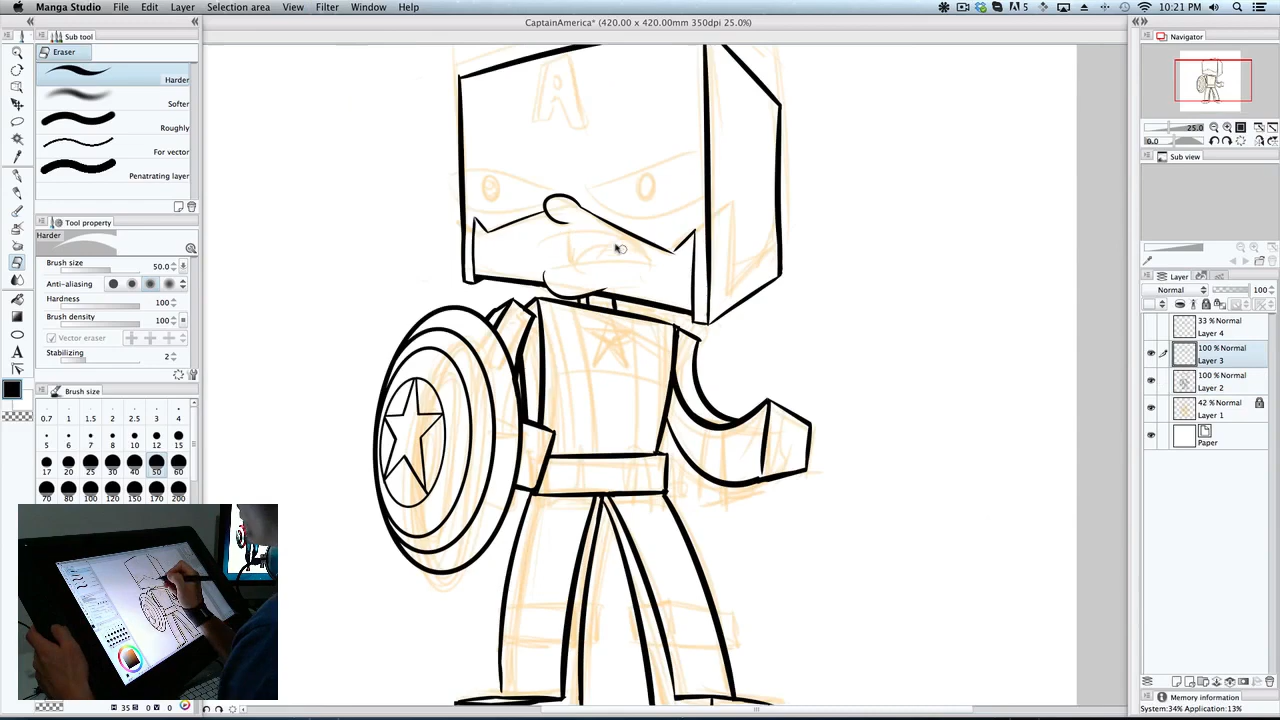 Manga Studio File Edit Layer Selection area View Filter Window Help 5 10:21 PM
CaptainAmerica* (420.00 x 420.00mm 350dpi 25.0%)
Sub tool
Eraser
Harder
Softer
Roughly
For vector
Penatrating layer
Tool property
Harder
Brush size 50.0
Anti-aliasing
Hardness 100
Brush density 100
Vector eraser
Stabilizing 2
Brush size
0.7 1 2 2.5 3 4
5 6 7 8 10 12 15
17 20 25 30 40 50 60
70 80 100 120 150 170 200
35 0 0
A
Navigator
25.0
0.0
Sub view
Layer
Normal 100
33 % Normal
Layer 4
100 % Normal
Layer 3
100 % Normal
Layer 2
42 % Normal
Layer 1
Paper
Memory information
System:34% Application:13%